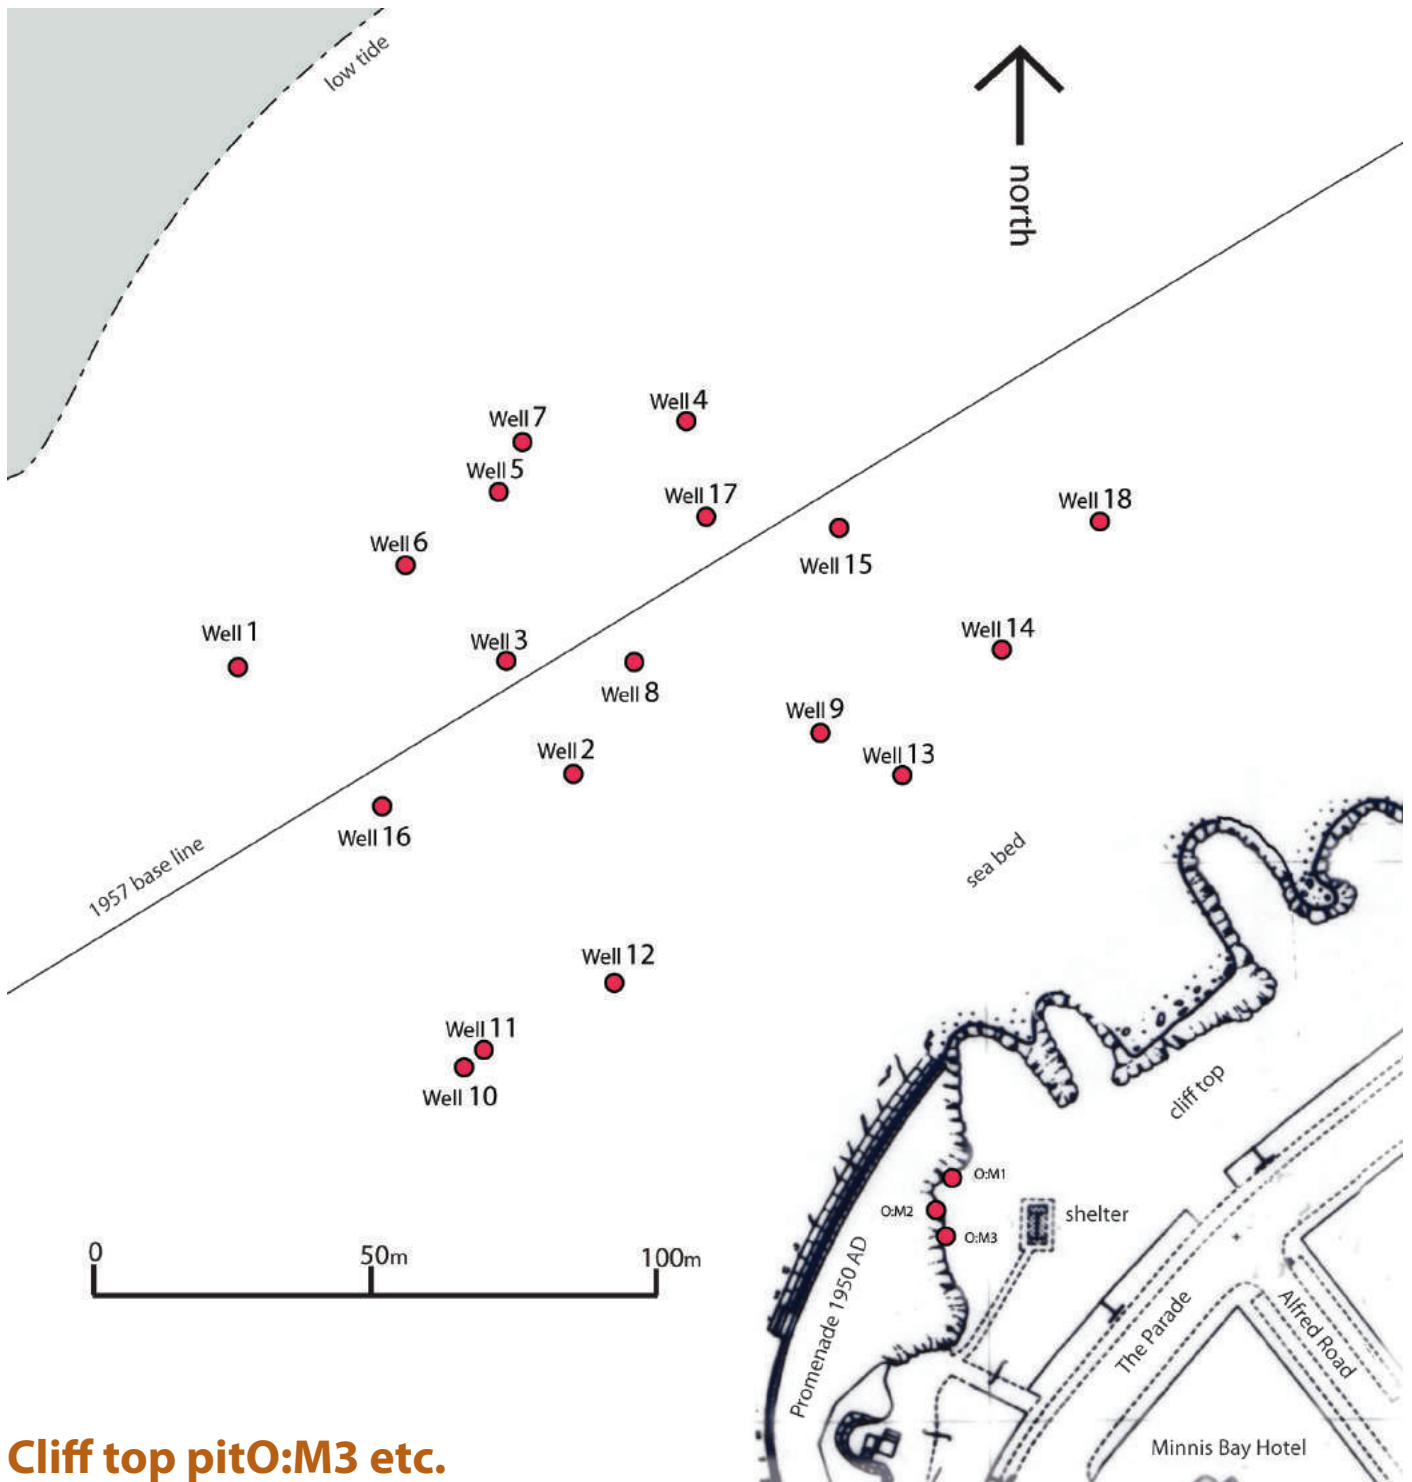 low tide
north
Well 4
Well 7
Well 5
Well 17
Well 18
Well 6
Well 15
Well 1
Well 3
Well 14
Well 8
Well 9
Well 2
Well 13
Well 16
1957 base line
sea bed
Well 12
Well 11
Well 10
cliff top
O:M1
O:M2
shelter
O:M3
0 50m 100m
Promenade 1950 AD
The Parade
Alfred Road
Minnis Bay Hotel
Cliff top pitO:M3 etc.